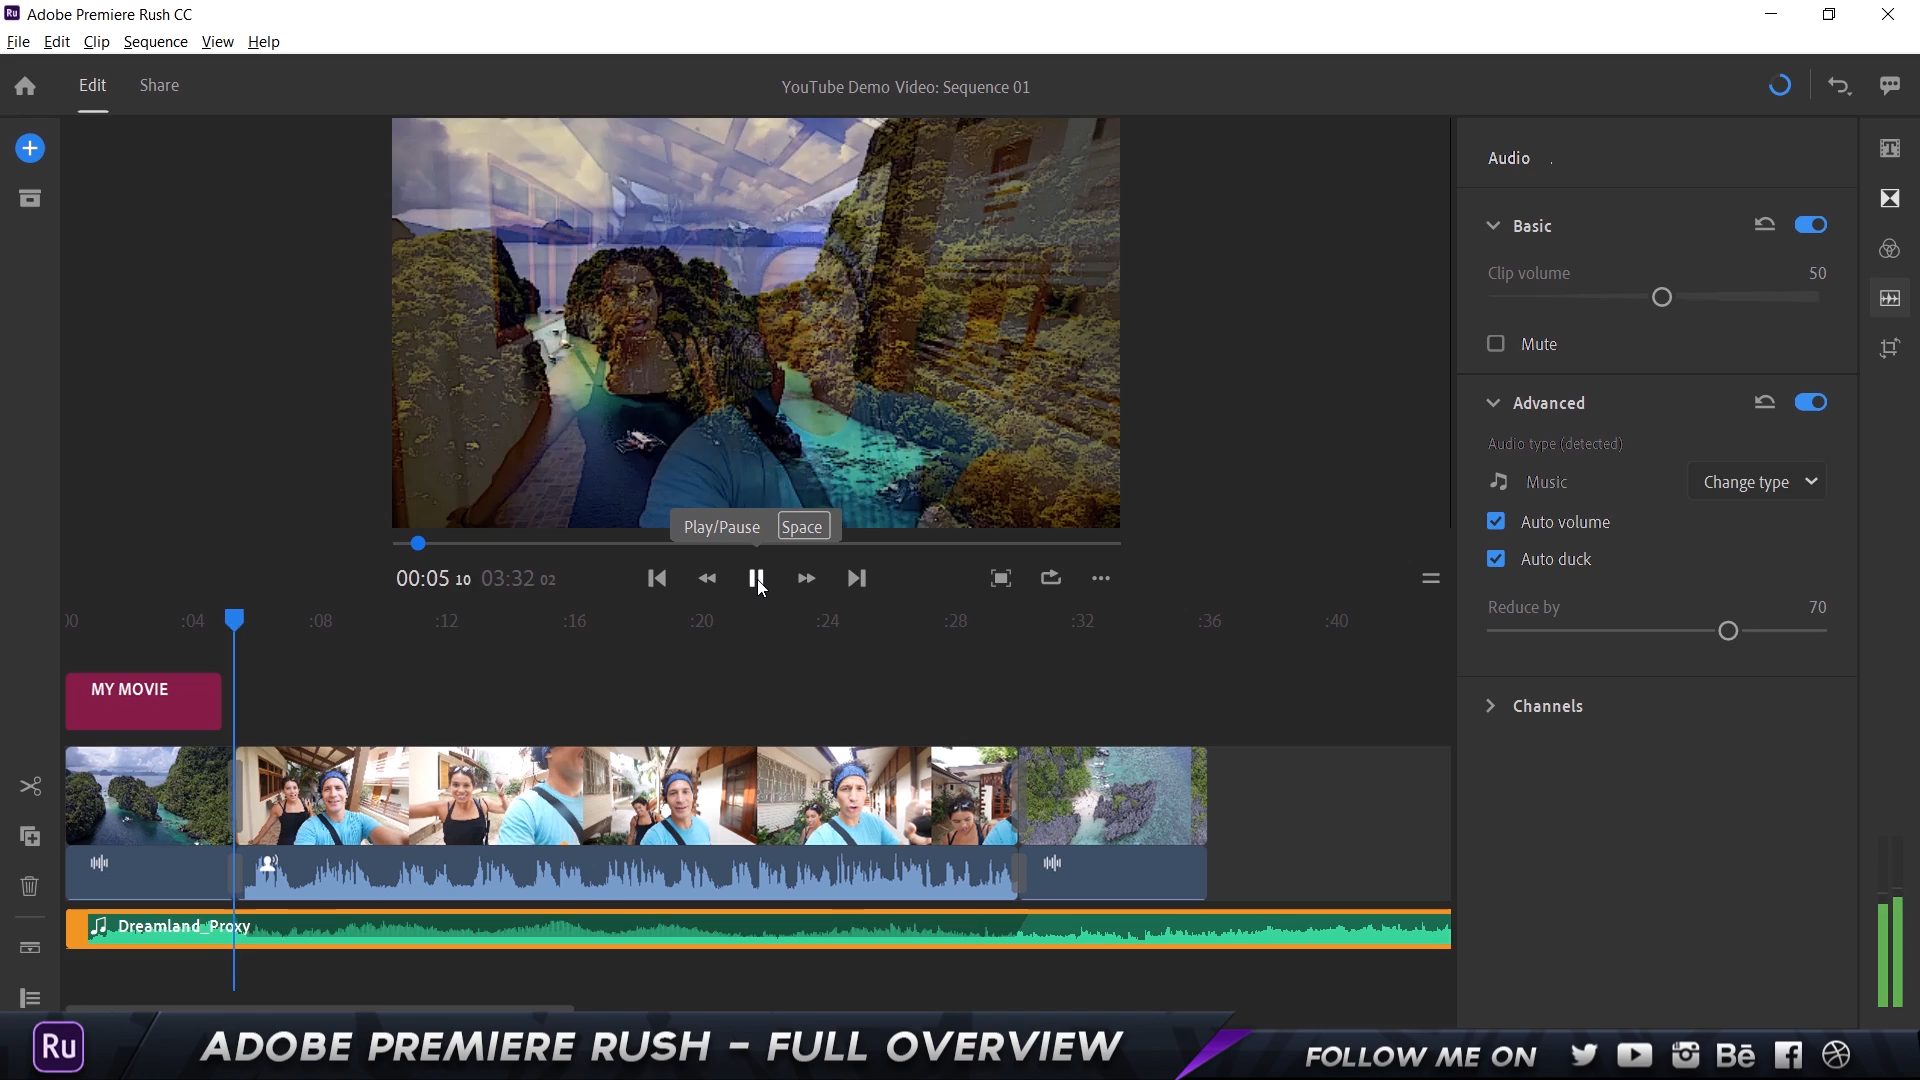 Ru Adobe Premiere Rush CC
File Edit Clip Sequence View Help
Edit Share YouTube Demo Video: Sequence 01
Audio
Basic
Clip volume 50
Mute
Advanced
Audio type (detected)
Music Change type
Auto volume
Auto duck
Reduce by 70
Channels
Play/Pause Space
00:05 10 03:32 02
00 :04 :08 :12 :16 :20 :24 :28 :32 :36 :40
MY MOVIE
Dreamland_Proxy
Ru ADOBE PREMIERE RUSH - FULL OVERVIEW FOLLOW ME ON Bē